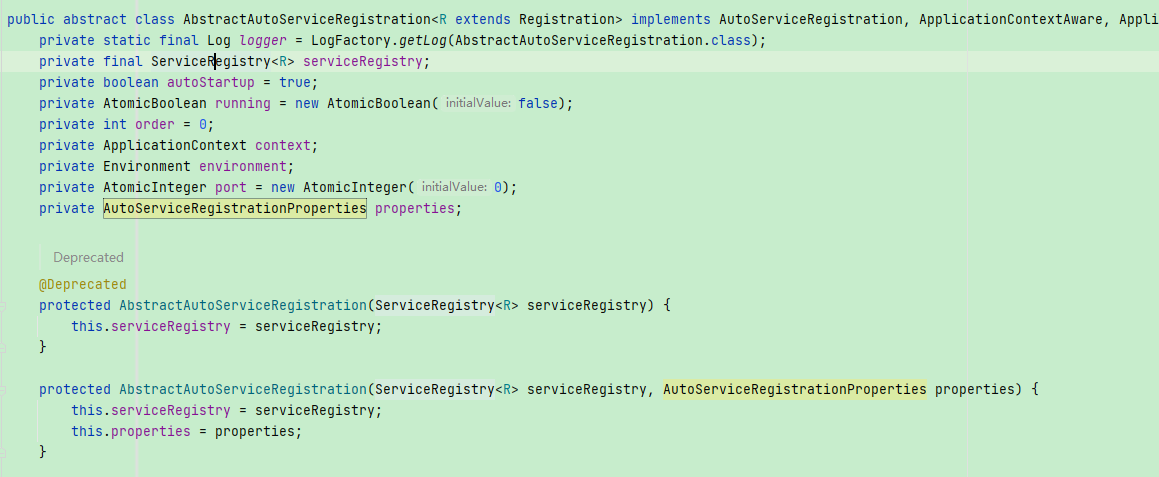 public abstract class AbstractAutoServiceRegistration<R extends Registration> implements AutoServiceRegistration, ApplicationContextAware, Appli
private static final Log logger = LogFactory.getLog(AbstractAutoServiceRegistration.class);
private final ServiceRegistry<R> serviceRegistry;
private boolean autoStartup = true;
private AtomicBoolean running = new AtomicBoolean( initialValue: false);
private int order = 0;
private ApplicationContext context;
private Environment environment;
private AtomicInteger port = new AtomicInteger( initialValue: 0);
private AutoServiceRegistrationProperties properties;
Deprecated
@Deprecated
protected AbstractAutoServiceRegistration(ServiceRegistry<R> serviceRegistry) {
this.serviceRegistry = serviceRegistry;
}
protected AbstractAutoServiceRegistration(ServiceRegistry<R> serviceRegistry, AutoServiceRegistrationProperties properties) {
this.serviceRegistry = serviceRegistry;
this.properties = properties;
}